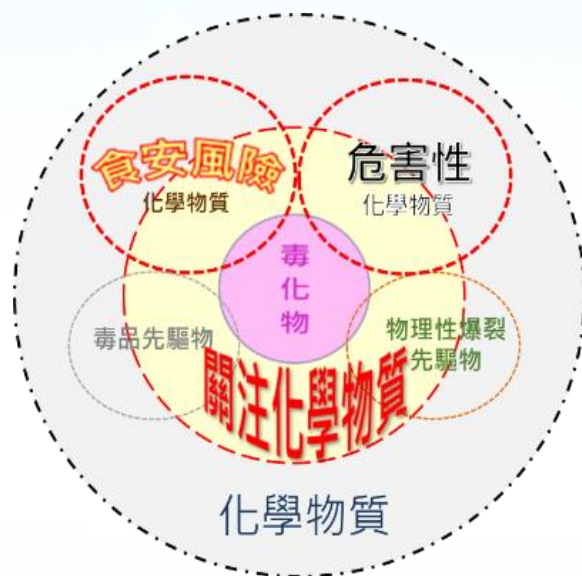 食安風險
化學物質
危害性
化學物質
毒
化
物
毒品先驅物
物理性爆裂
先驅物
關注化學物質
化學物質